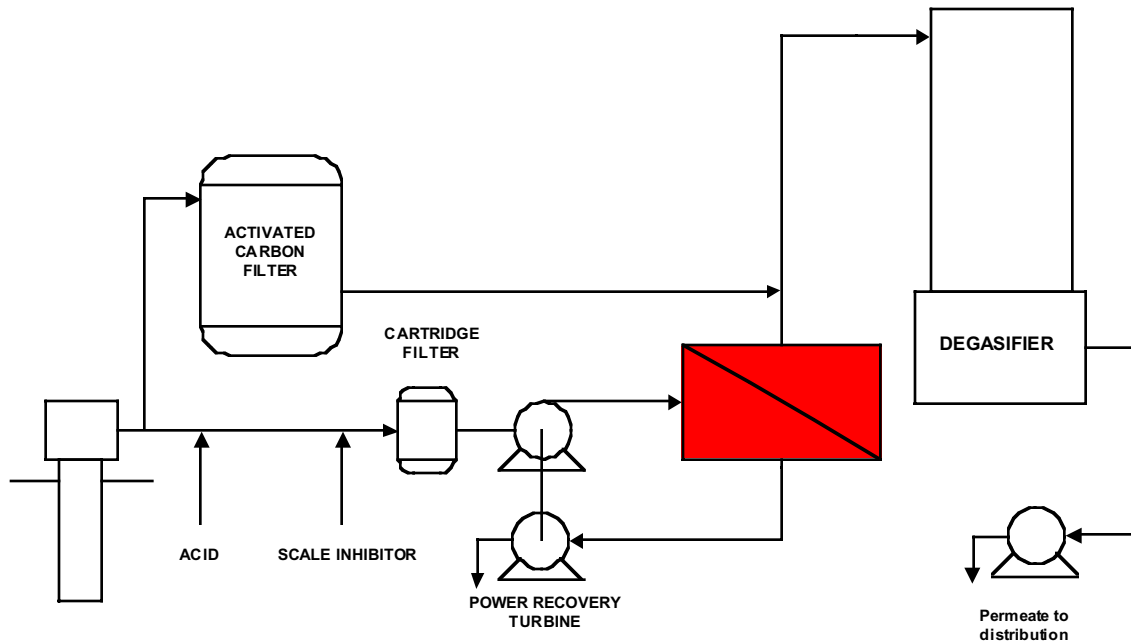 ACTIVATED
CARBON
FILTER
CARTRIDGE
FILTER
DEGASIFIER
ACID
SCALE INHIBITOR
POWER RECOVERY
TURBINE
Permeate to
distribution